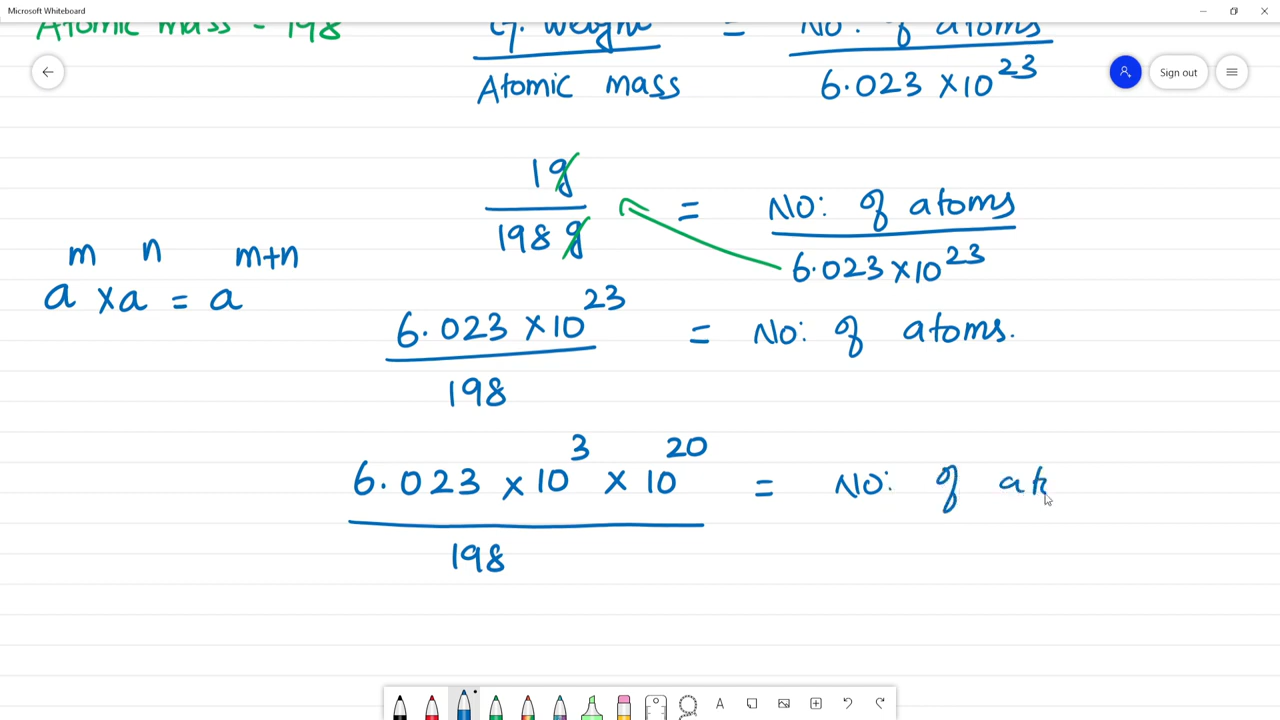 Microsoft Whiteboard
Sign out
Atomic mass - 198
G. weight = No: of atoms
Atomic mass 6.023 × 10^23
1g = No: of atoms
198g 6.023 × 10^23
a^m × a^n = a^m+n
6.023 × 10^23 = No: of atoms.
198
6.023 × 10^3 × 10^20 = No: of at
198
A